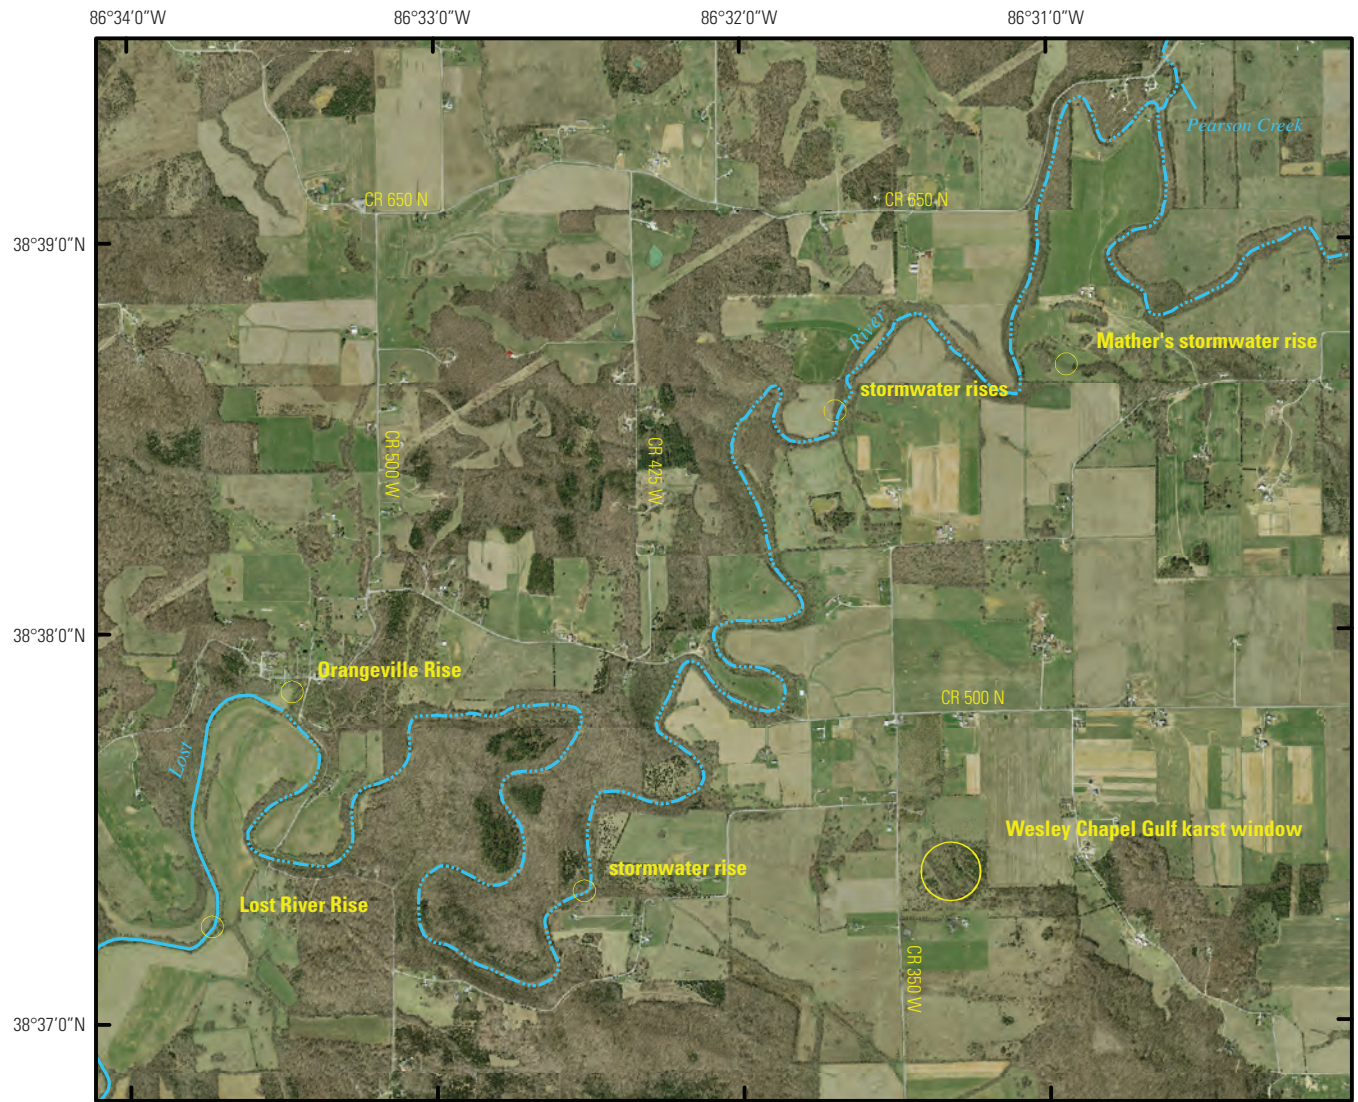 86°34'0"W
86°33'0"W
86°32'0"W
86°31'0"W
Pearson Creek
CR 650 N
CR 650 N
38°39'0"N
River
Mather's stormwater rise
stormwater rises
CR 500 W
CR 425 W
38°38'0"N
Orangeville Rise
CR 500 N
Lost
Wesley Chapel Gulf karst window
stormwater rise
Lost River Rise
CR 350 W
38°37'0"N